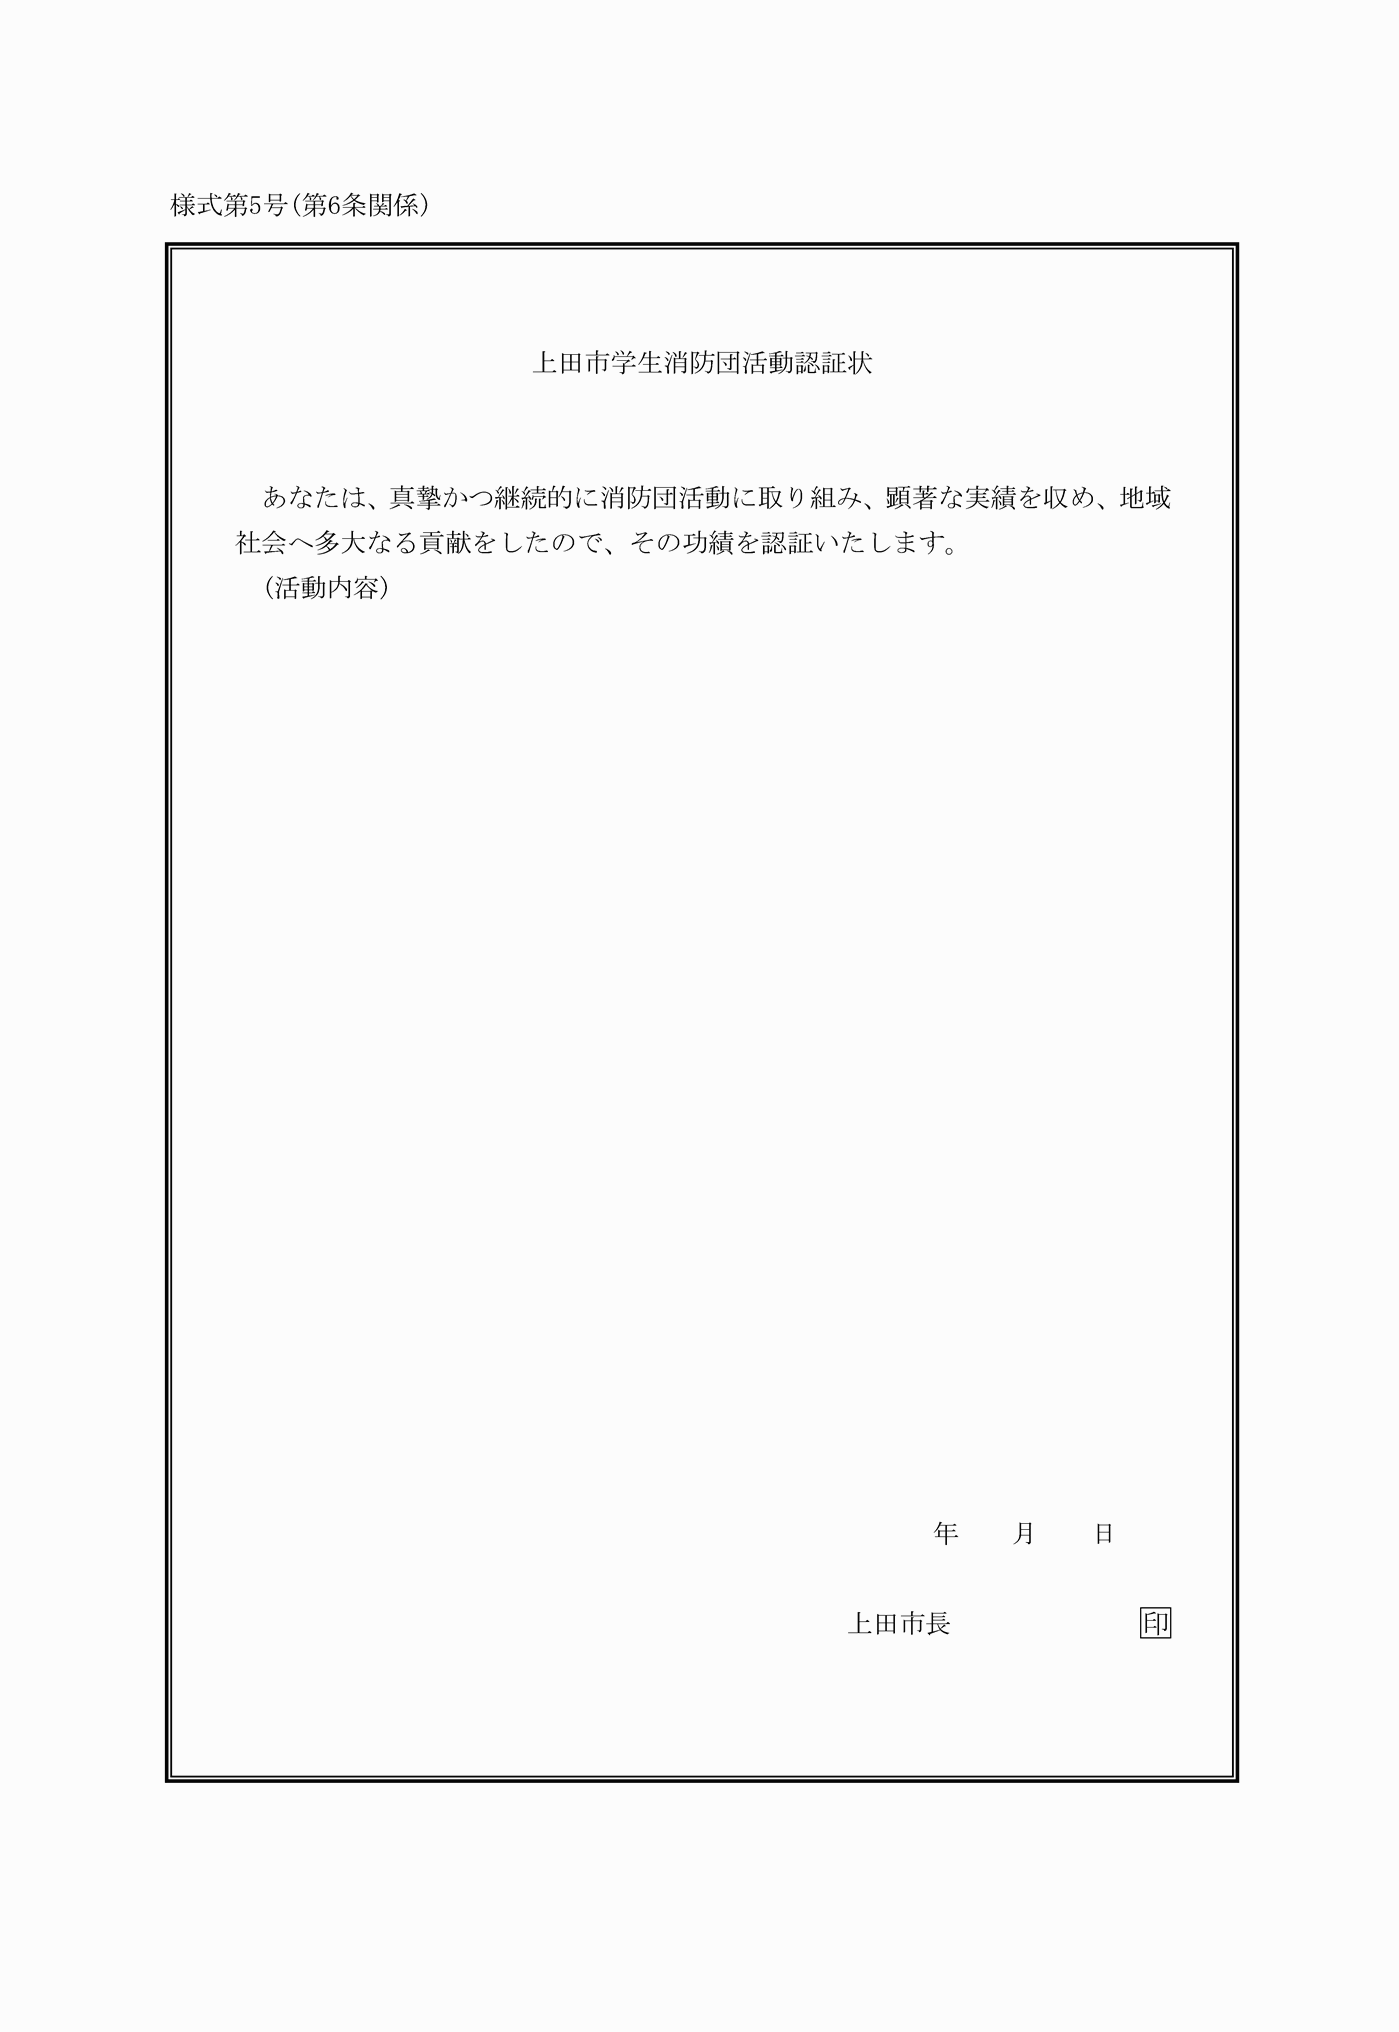 様式第5号(第6条関係)
上田市学生消防団活動認証状
あなたは、真摯かつ継続的に消防団活動に取り組み、顕著な実績を収め、地域
社会へ多大なる貢献をしたので、その功績を認証いたします。
(活動内容)
年　　月　　日
上田市長　　　　　　　印